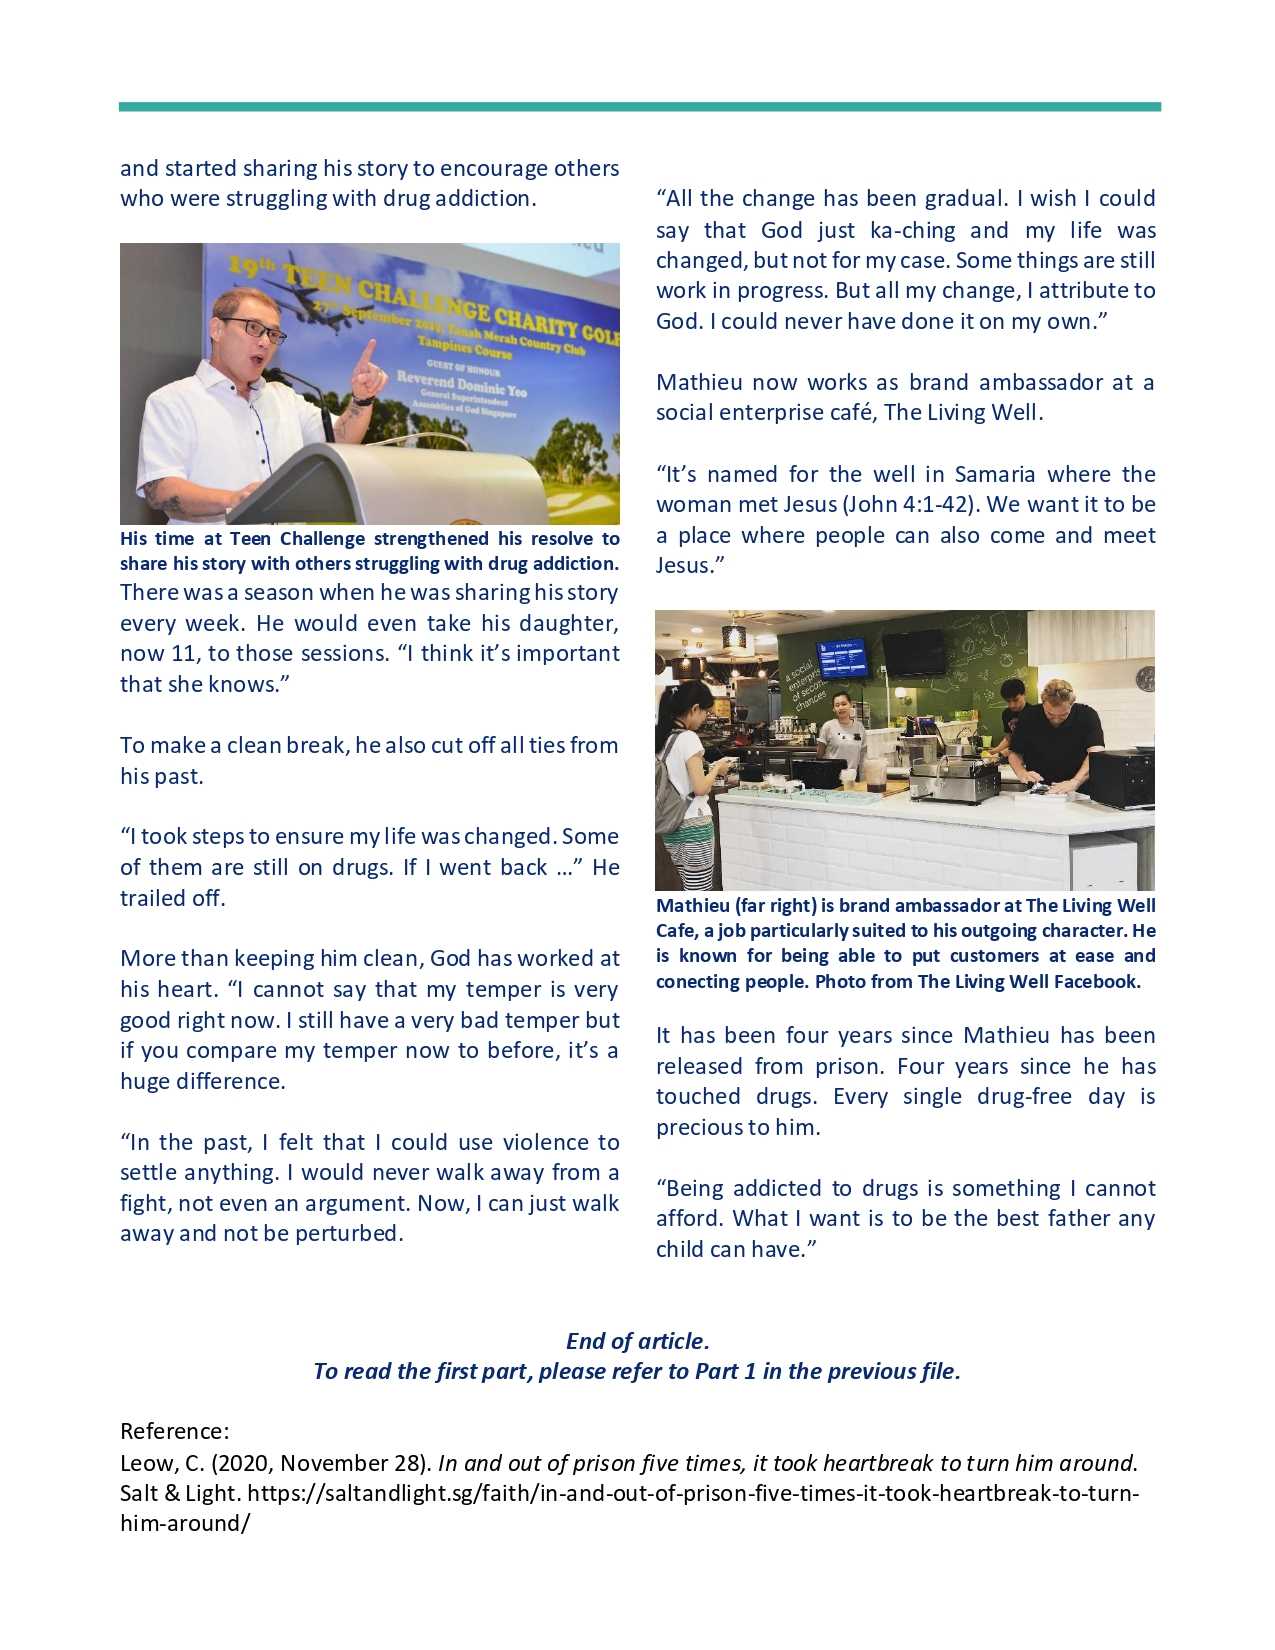 and started sharing his story to encourage others
who were struggling with drug addiction.
19th TEEN CHALLENGE CHARITY GOLF
Tanah Merah Country Club
Tampines Course
GUEST OF HONOUR
Reverend Dominic Yeo
General Superintendent
Assemblies of God Singapore
His time at Teen Challenge strengthened his resolve to
share his story with others struggling with drug addiction.
There was a season when he was sharing his story
every week. He would even take his daughter,
now 11, to those sessions. “I think it’s important
that she knows.”
To make a clean break, he also cut off all ties from
his past.
“I took steps to ensure my life was changed. Some
of them are still on drugs. If I went back …” He
trailed off.
More than keeping him clean, God has worked at
his heart. “I cannot say that my temper is very
good right now. I still have a very bad temper but
if you compare my temper now to before, it’s a
huge difference.
“In the past, I felt that I could use violence to
settle anything. I would never walk away from a
fight, not even an argument. Now, I can just walk
away and not be perturbed.
“All the change has been gradual. I wish I could
say that God just ka-ching and my life was
changed, but not for my case. Some things are still
work in progress. But all my change, I attribute to
God. I could never have done it on my own.”
Mathieu now works as brand ambassador at a
social enterprise café, The Living Well.
“It’s named for the well in Samaria where the
woman met Jesus (John 4:1-42). We want it to be
a place where people can also come and meet
Jesus.”
a social
enterprise
of second
chances
Mathieu (far right) is brand ambassador at The Living Well
Cafe, a job particularly suited to his outgoing character. He
is known for being able to put customers at ease and
conecting people. Photo from The Living Well Facebook.
It has been four years since Mathieu has been
released from prison. Four years since he has
touched drugs. Every single drug-free day is
precious to him.
“Being addicted to drugs is something I cannot
afford. What I want is to be the best father any
child can have.”
End of article.
To read the first part, please refer to Part 1 in the previous file.
Reference:
Leow, C. (2020, November 28). In and out of prison five times, it took heartbreak to turn him around.
Salt & Light. https://saltandlight.sg/faith/in-and-out-of-prison-five-times-it-took-heartbreak-to-turn-
him-around/